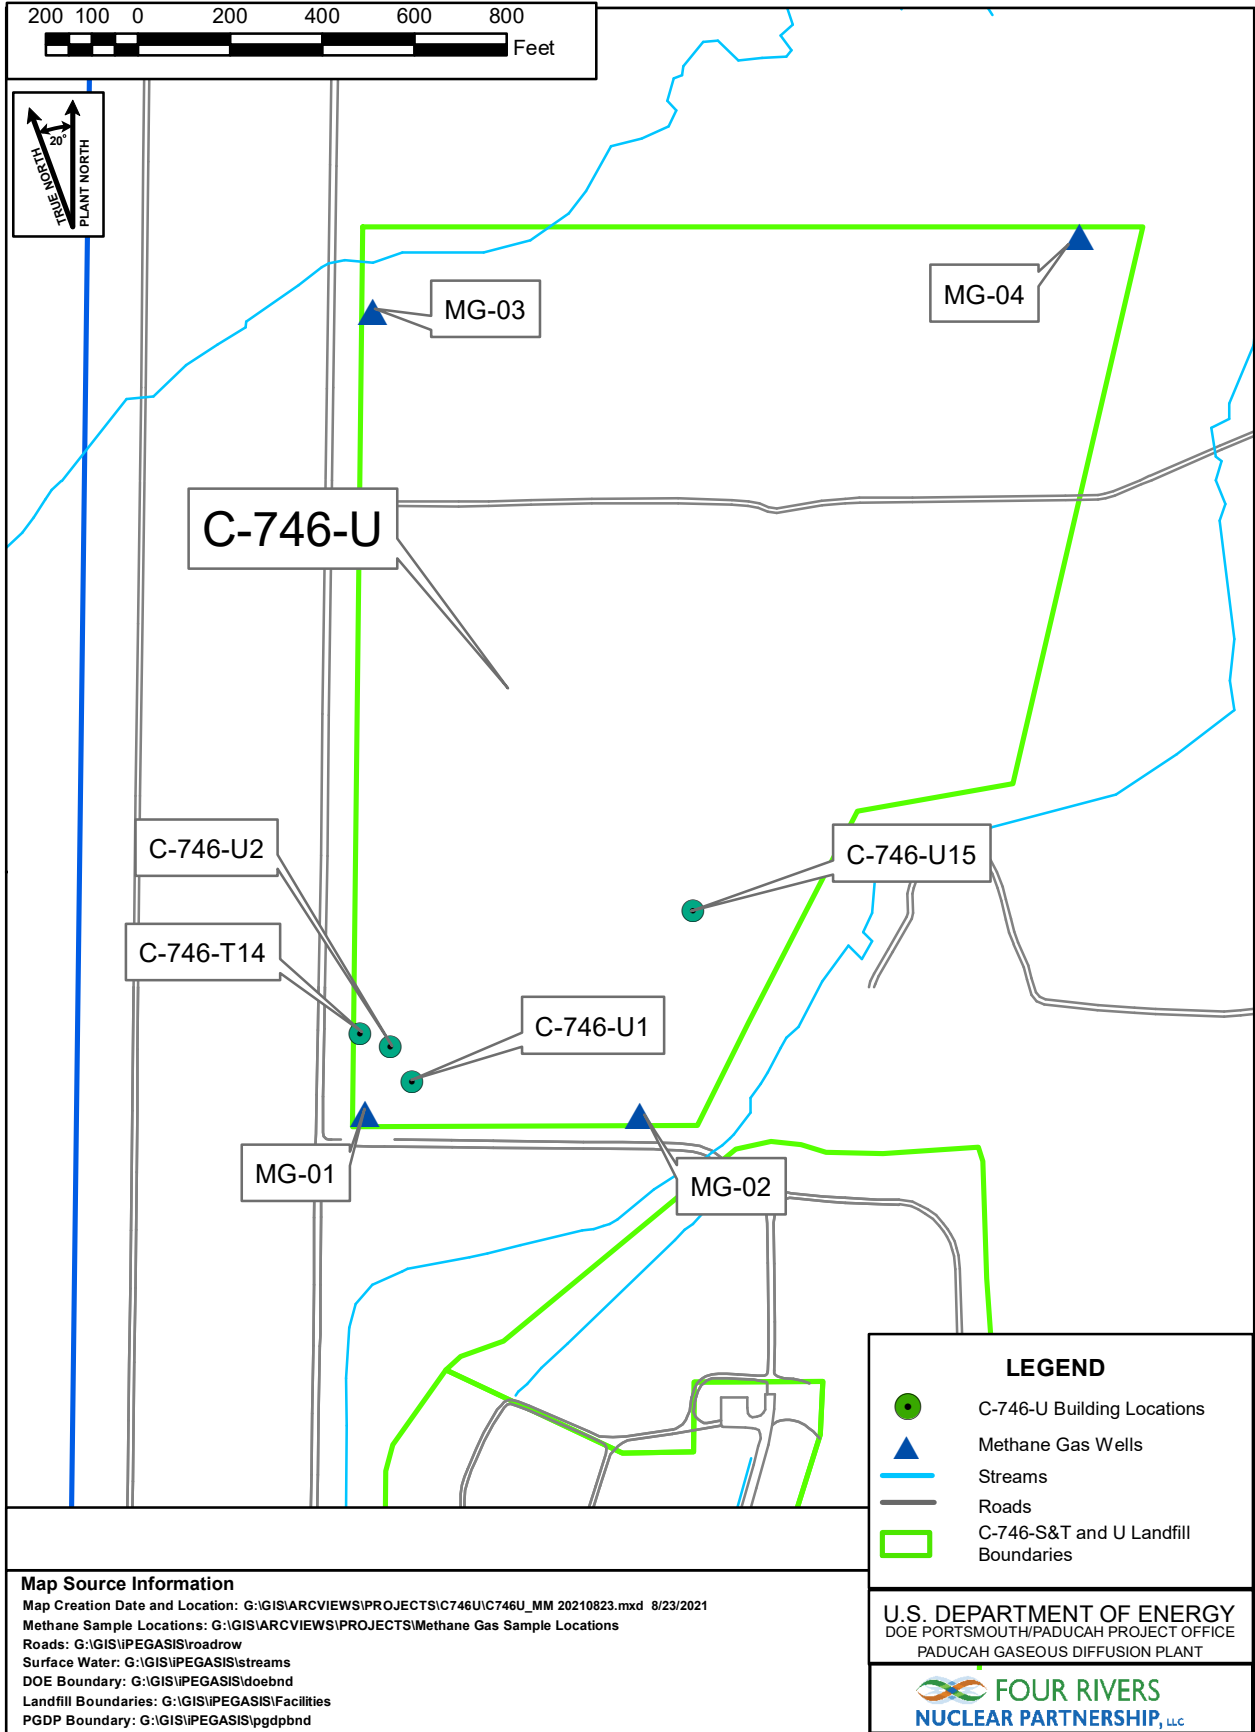 200 100 0 200 400 600 800
Feet
20°
TRUE NORTH
PLANT NORTH
MG-03
MG-04
C-746-U
C-746-U2
C-746-U15
C-746-T14
C-746-U1
MG-01
MG-02
LEGEND
C-746-U Building Locations
Methane Gas Wells
Streams
Roads
C-746-S&T and U Landfill
Boundaries
Map Source Information
Map Creation Date and Location: G:\GIS\ARCVIEWS\PROJECTS\C746U\C746U_MM 20210823.mxd 8/23/2021
Methane Sample Locations: G:\GIS\ARCVIEWS\PROJECTS\Methane Gas Sample Locations
Roads: G:\GIS\iPEGASIS\roadrow
Surface Water: G:\GIS\iPEGASIS\streams
DOE Boundary: G:\GIS\iPEGASIS\doebnd
Landfill Boundaries: G:\GIS\iPEGASIS\Facilities
PGDP Boundary: G:\GIS\iPEGASIS\pgdpbnd
U.S. DEPARTMENT OF ENERGY
DOE PORTSMOUTH/PADUCAH PROJECT OFFICE
PADUCAH GASEOUS DIFFUSION PLANT
FOUR RIVERS
NUCLEAR PARTNERSHIP, LLC